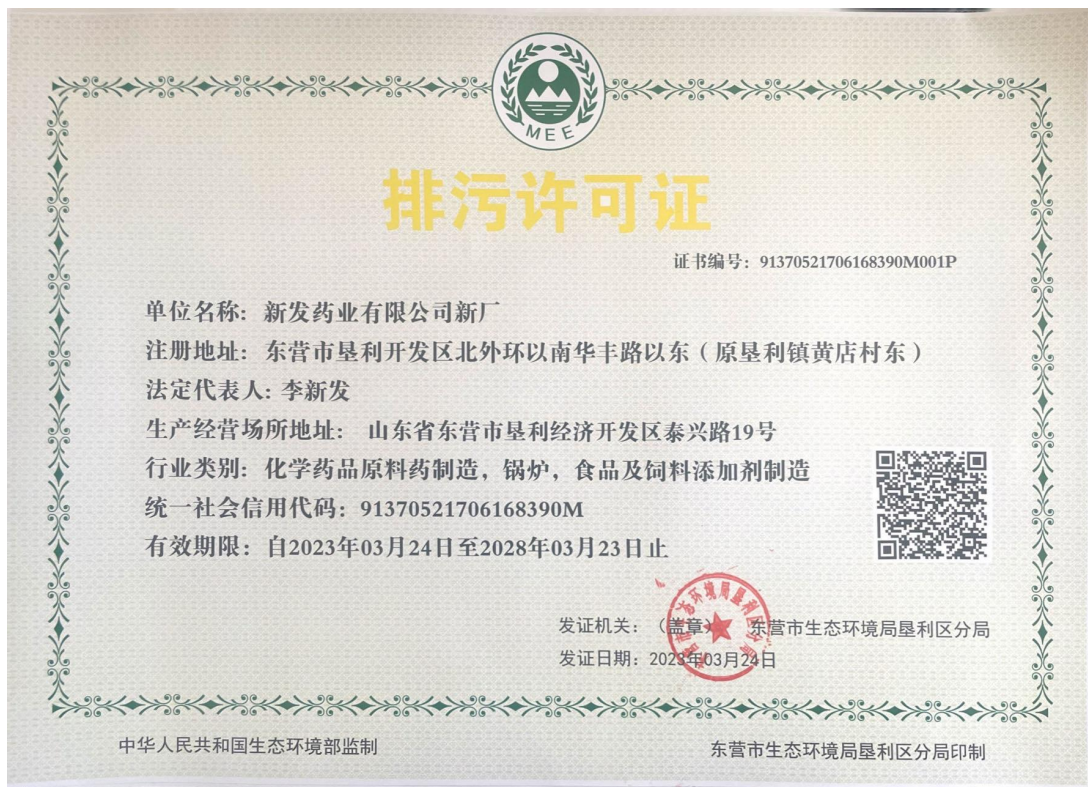 MEE
排污许可证
证书编号：91370521706168390M001P
单位名称：新发药业有限公司新厂
注册地址：东营市垦利开发区北外环以南华丰路以东（原垦利镇黄店村东）
法定代表人：李新发
生产经营场所地址： 山东省东营市垦利经济开发区泰兴路19号
行业类别：化学药品原料药制造，锅炉，食品及饲料添加剂制造
统一社会信用代码：91370521706168390M
有效期限：自2023年03月24日至2028年03月23日止
发证机关：（盖章） 东营市生态环境局垦利区分局
发证日期：2023年03月24日
中华人民共和国生态环境部监制
东营市生态环境局垦利区分局印制